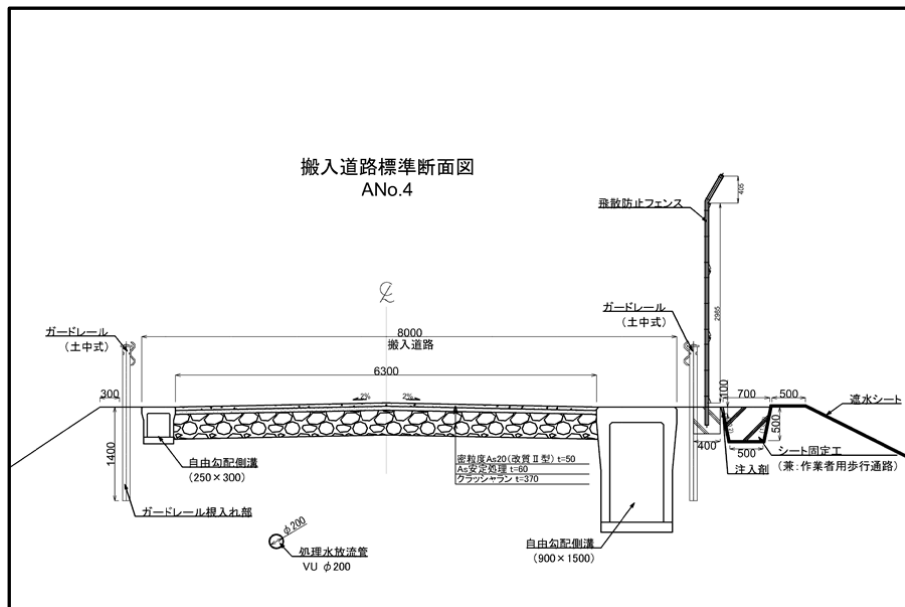 搬入道路標準断面図
ANo.4
405
飛散防止フェンス
2965
ガードレール
(土中式)
ガードレール
(土中式)
8000
搬入道路
6300
2%
2%
300
100
700
500
遮水シート
1400
500
400
500
シート固定工
(兼:作業者用歩行通路)
注入剤
自由勾配側溝
(250×300)
密粒度As20(改質Ⅱ型) t=50
As安定処理 t=60
クラッシャラン t=370
ガードレール根入れ部
φ200
処理水放流管
VU φ200
自由勾配側溝
(900×1500)